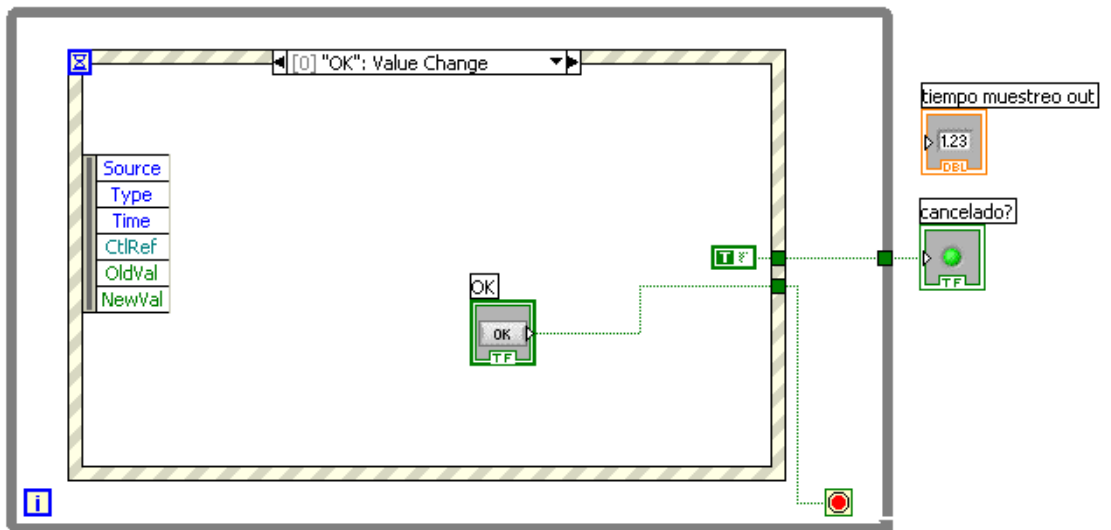 [0] "OK": Value Change
tiempo muestreo out
1.23
DBL
Source
Type
Time
CtlRef
OldVal
NewVal
cancelado?
TF
T F
OK
OK
TF
i